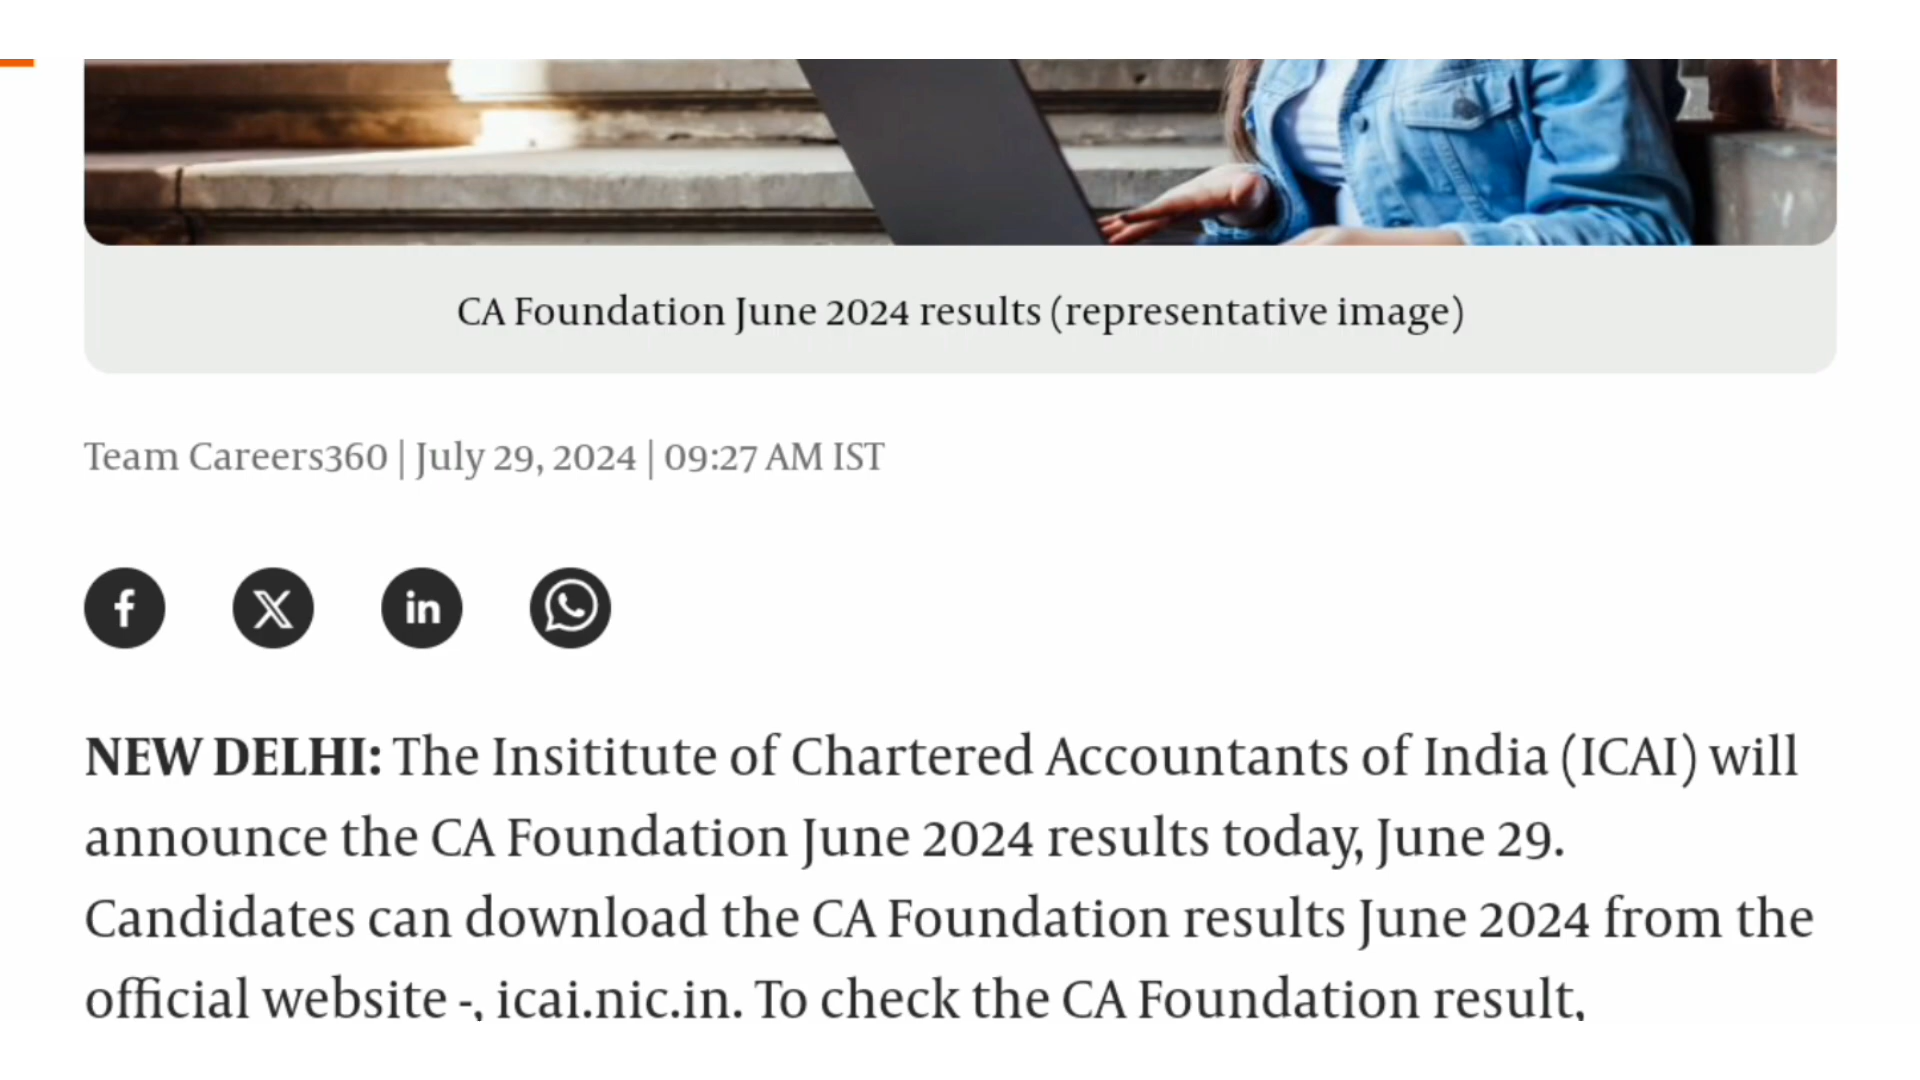 CA Foundation June 2024 results (representative image)
Team Careers360 | July 29, 2024 | 09:27 AM IST
NEW DELHI: The Insititute of Chartered Accountants of India (ICAI) will
announce the CA Foundation June 2024 results today, June 29.
Candidates can download the CA Foundation results June 2024 from the
official website -, icai.nic.in. To check the CA Foundation result,